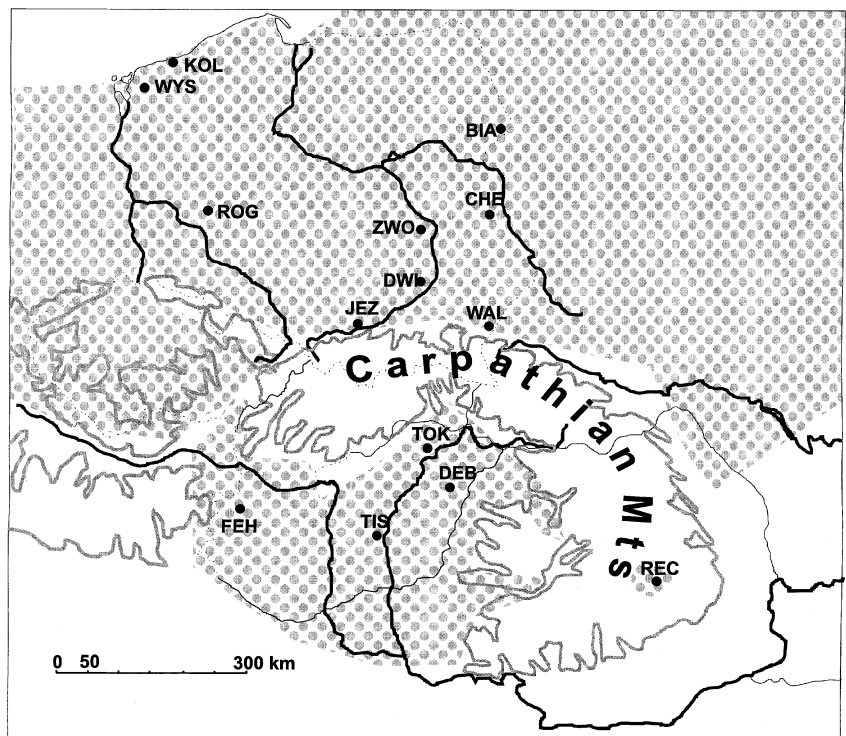 KOL
WYS
BIA
CHE
ROG
ZWO
DWI
JEZ
WAL
Carpathian Mts
TOK
DEB
FEH
TIS
REC
0 50 300 km